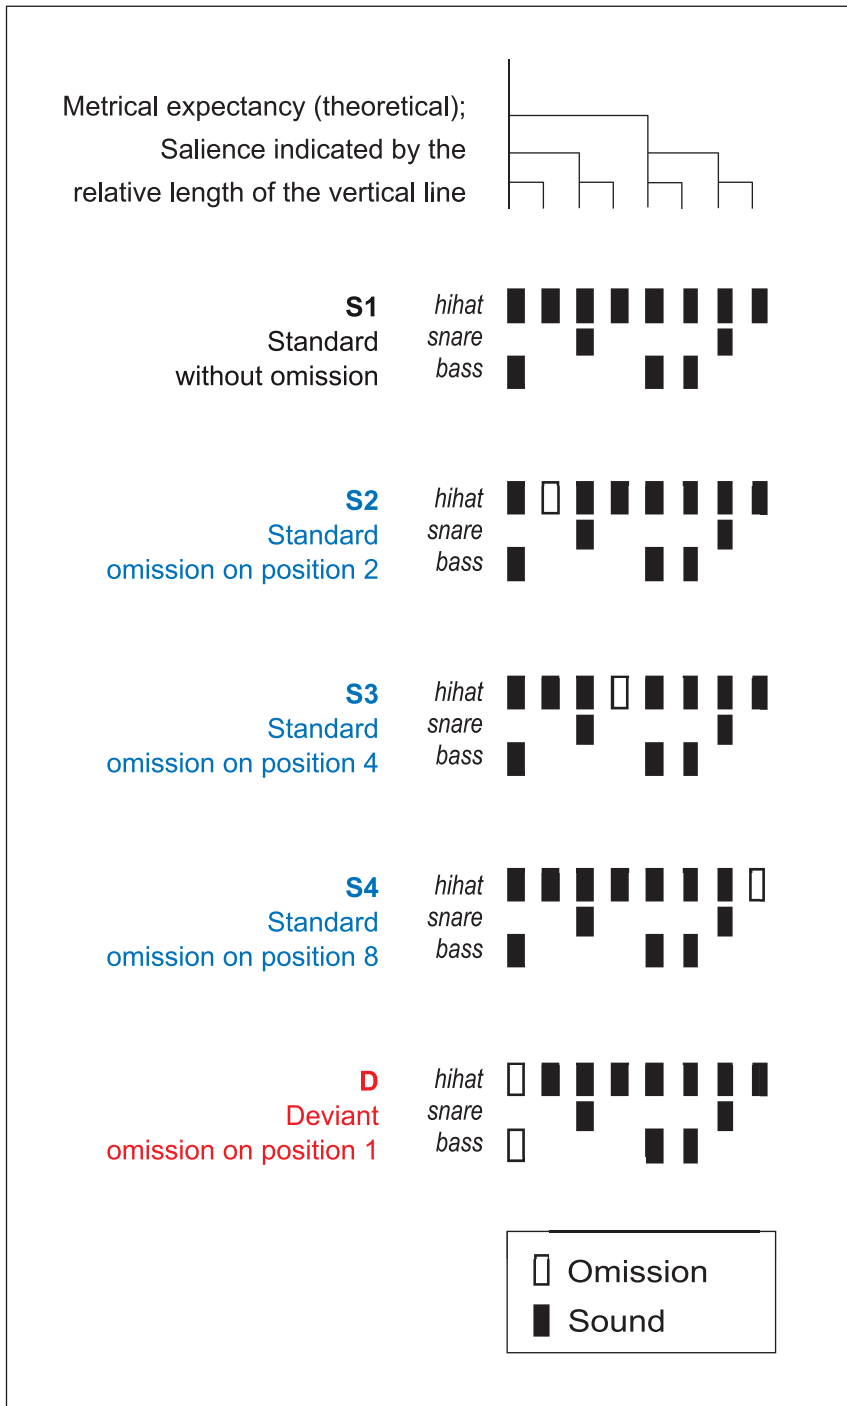 Metrical expectancy (theoretical);
Salience indicated by the
relative length of the vertical line
S1
Standard
without omission
hihat
snare
bass
S2
Standard
omission on position 2
hihat
snare
bass
S3
Standard
omission on position 4
hihat
snare
bass
S4
Standard
omission on position 8
hihat
snare
bass
D
Deviant
omission on position 1
hihat
snare
bass
Omission
Sound